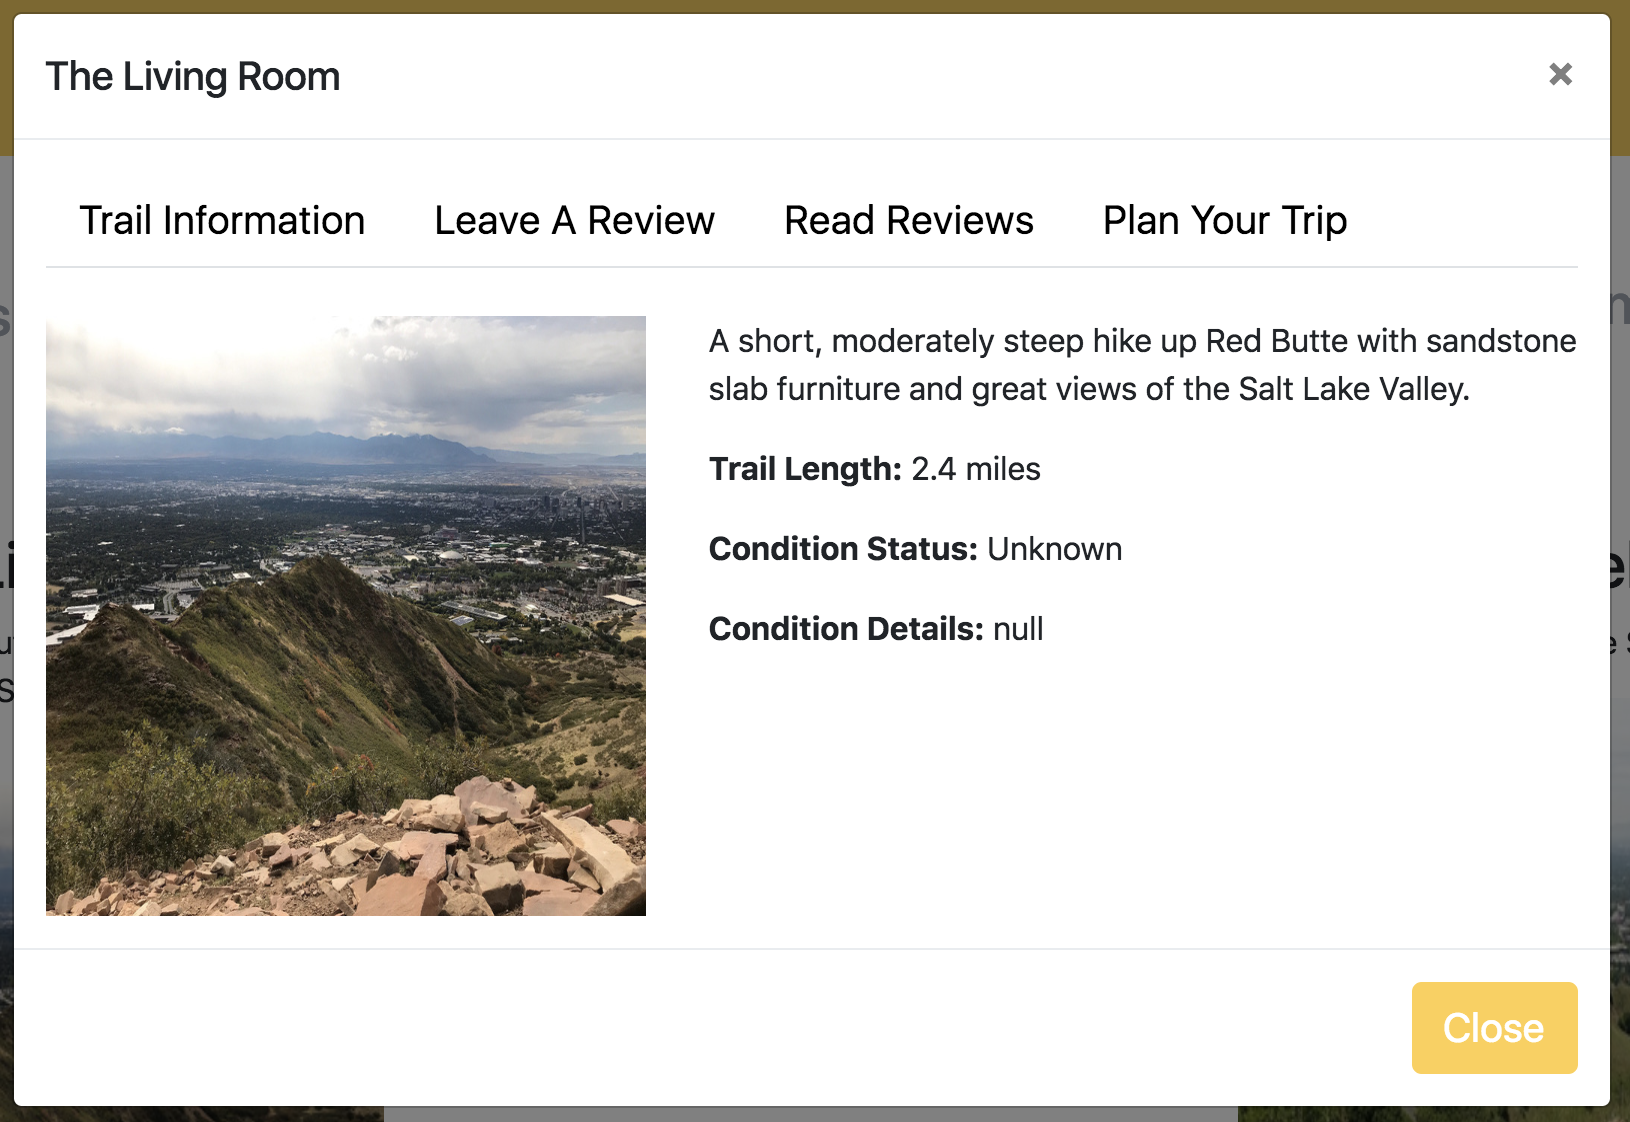 The Living Room ×
Trail Information Leave A Review Read Reviews Plan Your Trip
A short, moderately steep hike up Red Butte with sandstone
slab furniture and great views of the Salt Lake Valley.
Trail Length: 2.4 miles
Condition Status: Unknown
Condition Details: null
Close